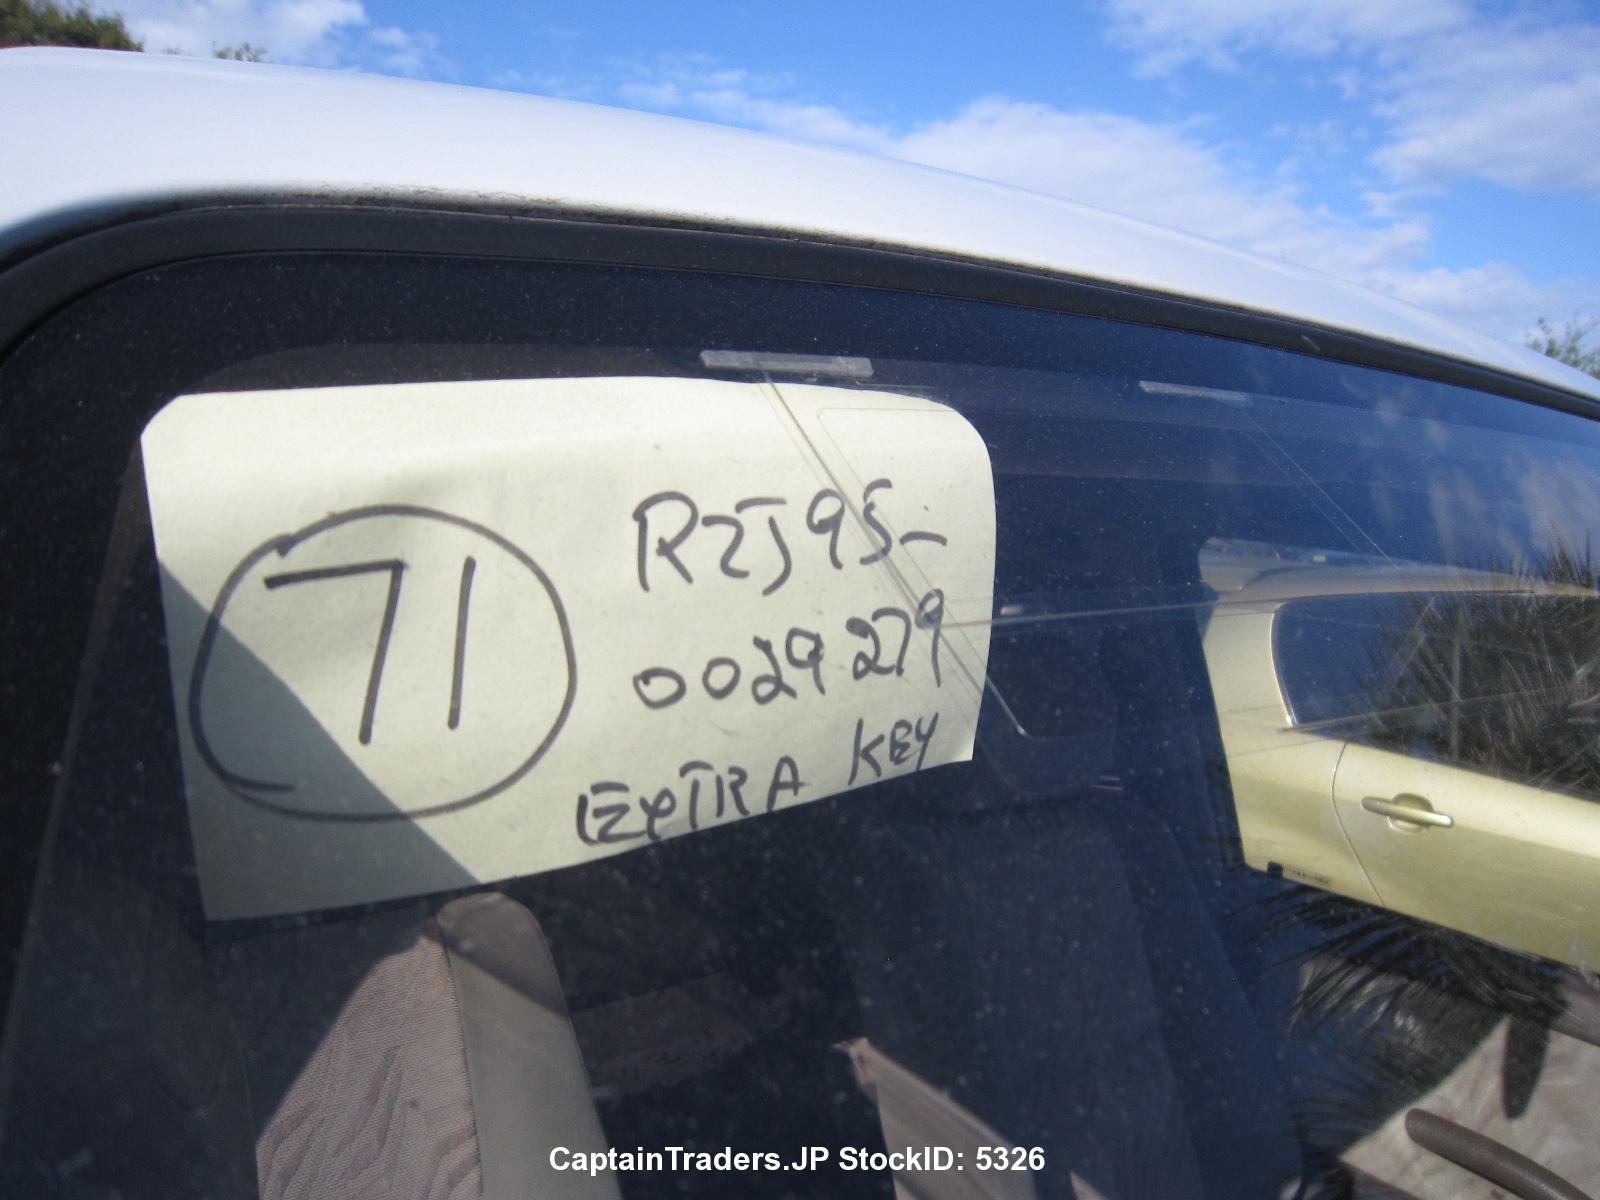 71
RZJ95-
0029279
EXTRA KEY
CaptainTraders.JP StockID: 5326